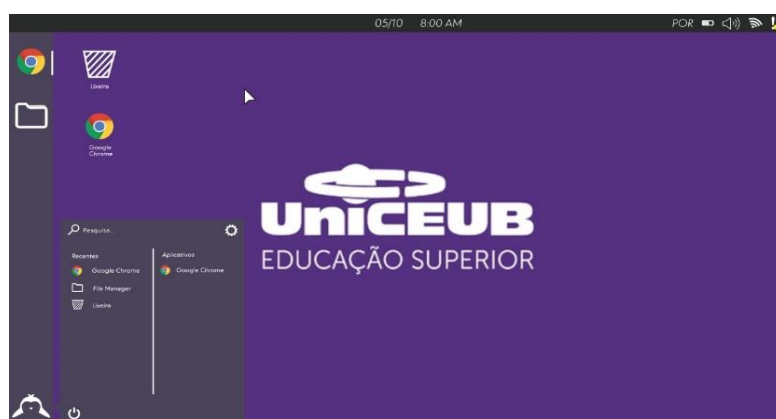 05/10 8:00 AM POR
Lixeira
Google
Chrome
UniCEUB
EDUCAÇÃO SUPERIOR
Pesquise..
Recentes
Google Chrome
File Manager
Lixeira
Aplicativos
Google Chrome